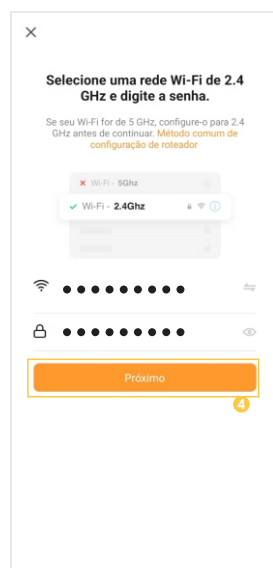 Selecione uma rede Wi-Fi de 2.4
GHz e digite a senha.
Se seu Wi-Fi for de 5 GHz, configure-o para 2.4
GHz antes de continuar. Método comum de
configuração de roteador
Wi-Fi - 5Ghz
Wi-Fi - 2.4Ghz
●●●●●●●●●
●●●●●●●●●
Próximo
4